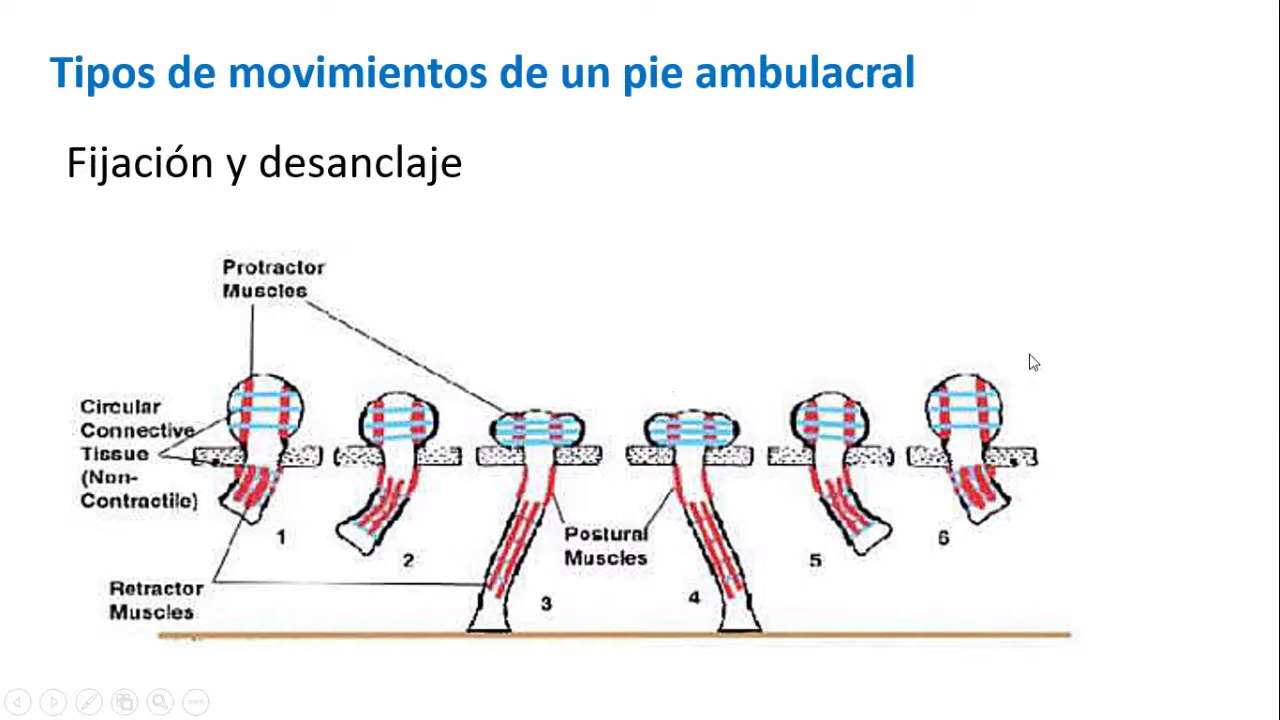 Tipos de movimientos de un pie ambulacral
Fijación y desanclaje
Protractor
Muscles
Circular
Connective
Tissue
(Non-
Contractile)
1
2
3
4
5
6
Postural
Muscles
Retractor
Muscles